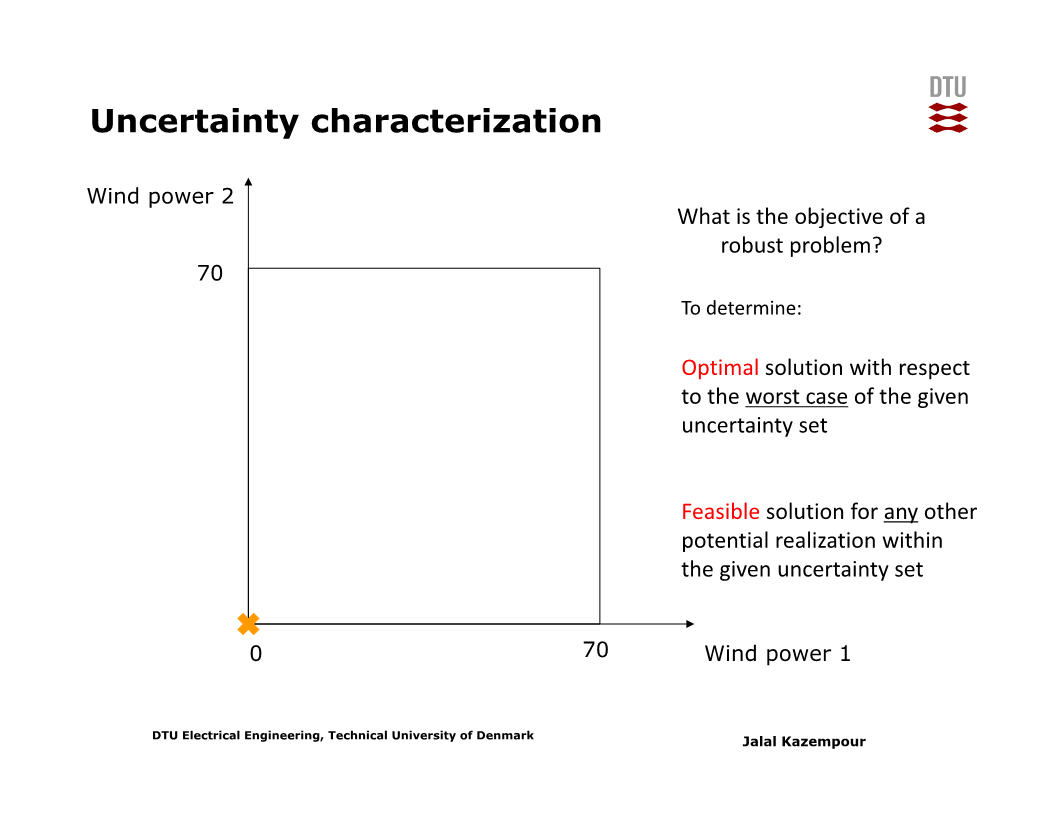 DTU
Uncertainty characterization
Wind power 2
70
0
70
Wind power 1
What is the objective of a
robust problem?
To determine:
Optimal solution with respect
to the worst case of the given
uncertainty set
Feasible solution for any other
potential realization within
the given uncertainty set
DTU Electrical Engineering, Technical University of Denmark
Jalal Kazempour